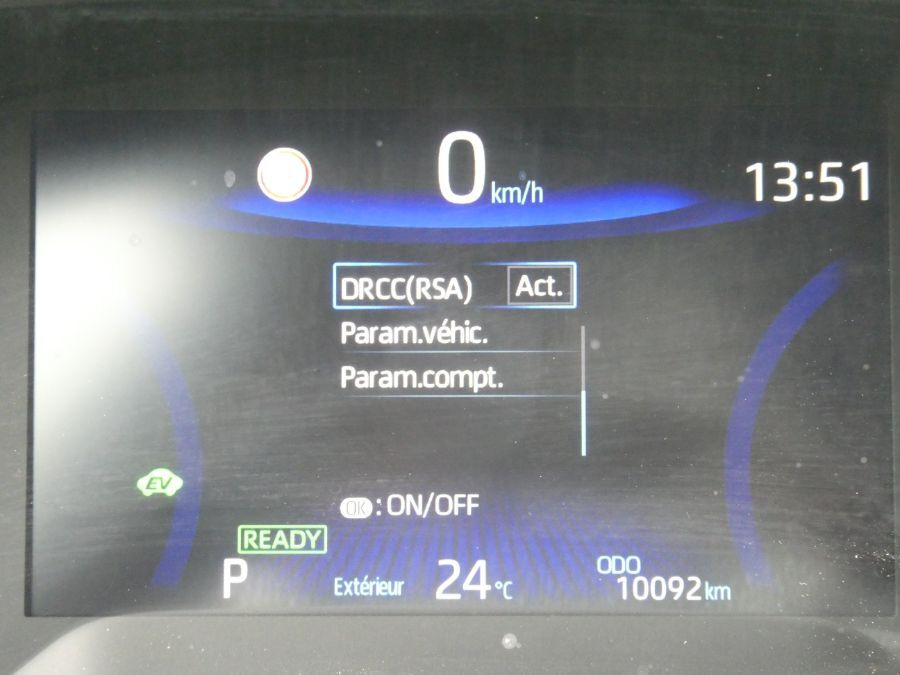 0 km/h
13:51
DRCC(RSA) Act.
Param.véhic.
Param.compt.
EV
OK : ON/OFF
READY
P Extérieur 24 °C ODO 10092 km